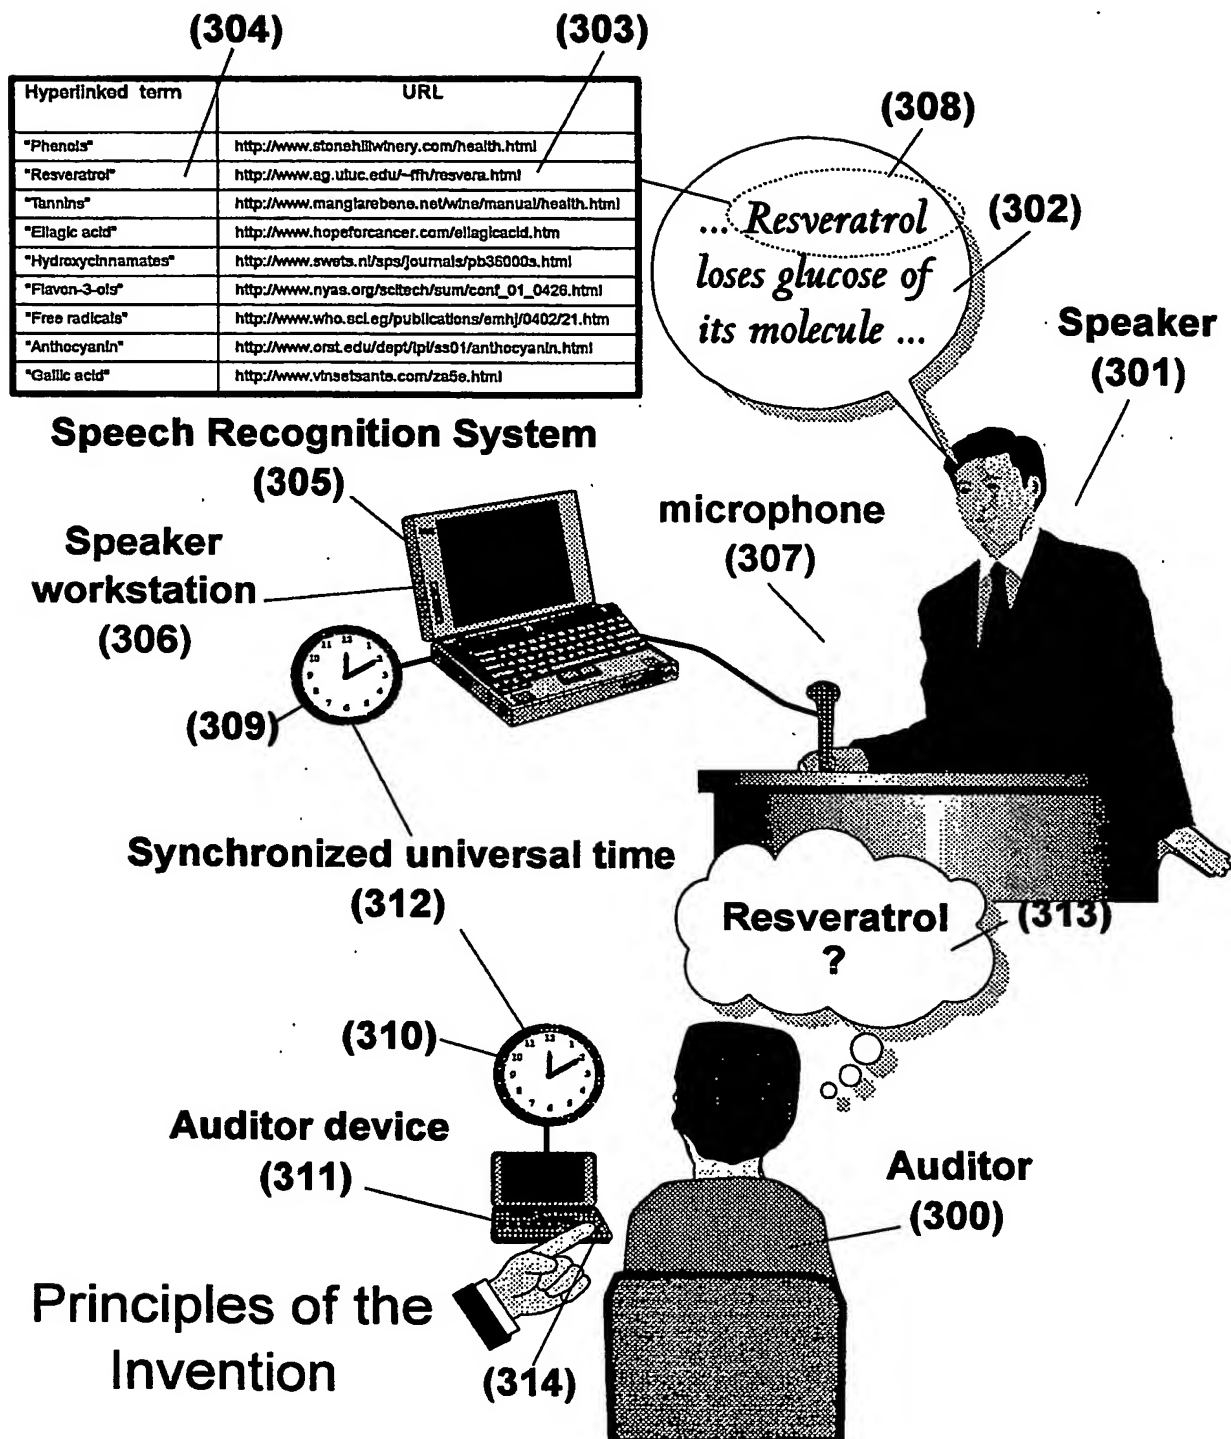 (304) (303)
Hyperlinked term URL
"Phenols" http://www.stonehillwinery.com/health.html
"Resveratrol" http://www.ag.uiuc.edu/~ffh/resvera.html
"Tannins" http://www.mangiarebene.net/wine/manual/health.html
"Ellagic acid" http://www.hopeforcancer.com/ellagicacid.htm
"Hydroxycinnamates" http://www.swets.nl/sps/journals/pb36000s.html
"Flavon-3-ols" http://www.nyas.org/scitech/sum/conf_01_0426.html
"Free radicals" http://www.who.sci.eg/publications/emhj/0402/21.htm
"Anthocyanin" http://www.orst.edu/dept/lpi/ss01/anthocyanin.html
"Gallic acid" http://www.vinsetsante.com/za5e.html
(308)
(302)
... Resveratrol
loses glucose of
its molecule ...
Speaker
(301)
Speech Recognition System
(305)
microphone
(307)
Speaker
workstation
(306)
(309)
Synchronized universal time
(312)
Resveratrol
?
(313)
(310)
Auditor device
(311)
Auditor
(300)
Principles of the
Invention
(314)